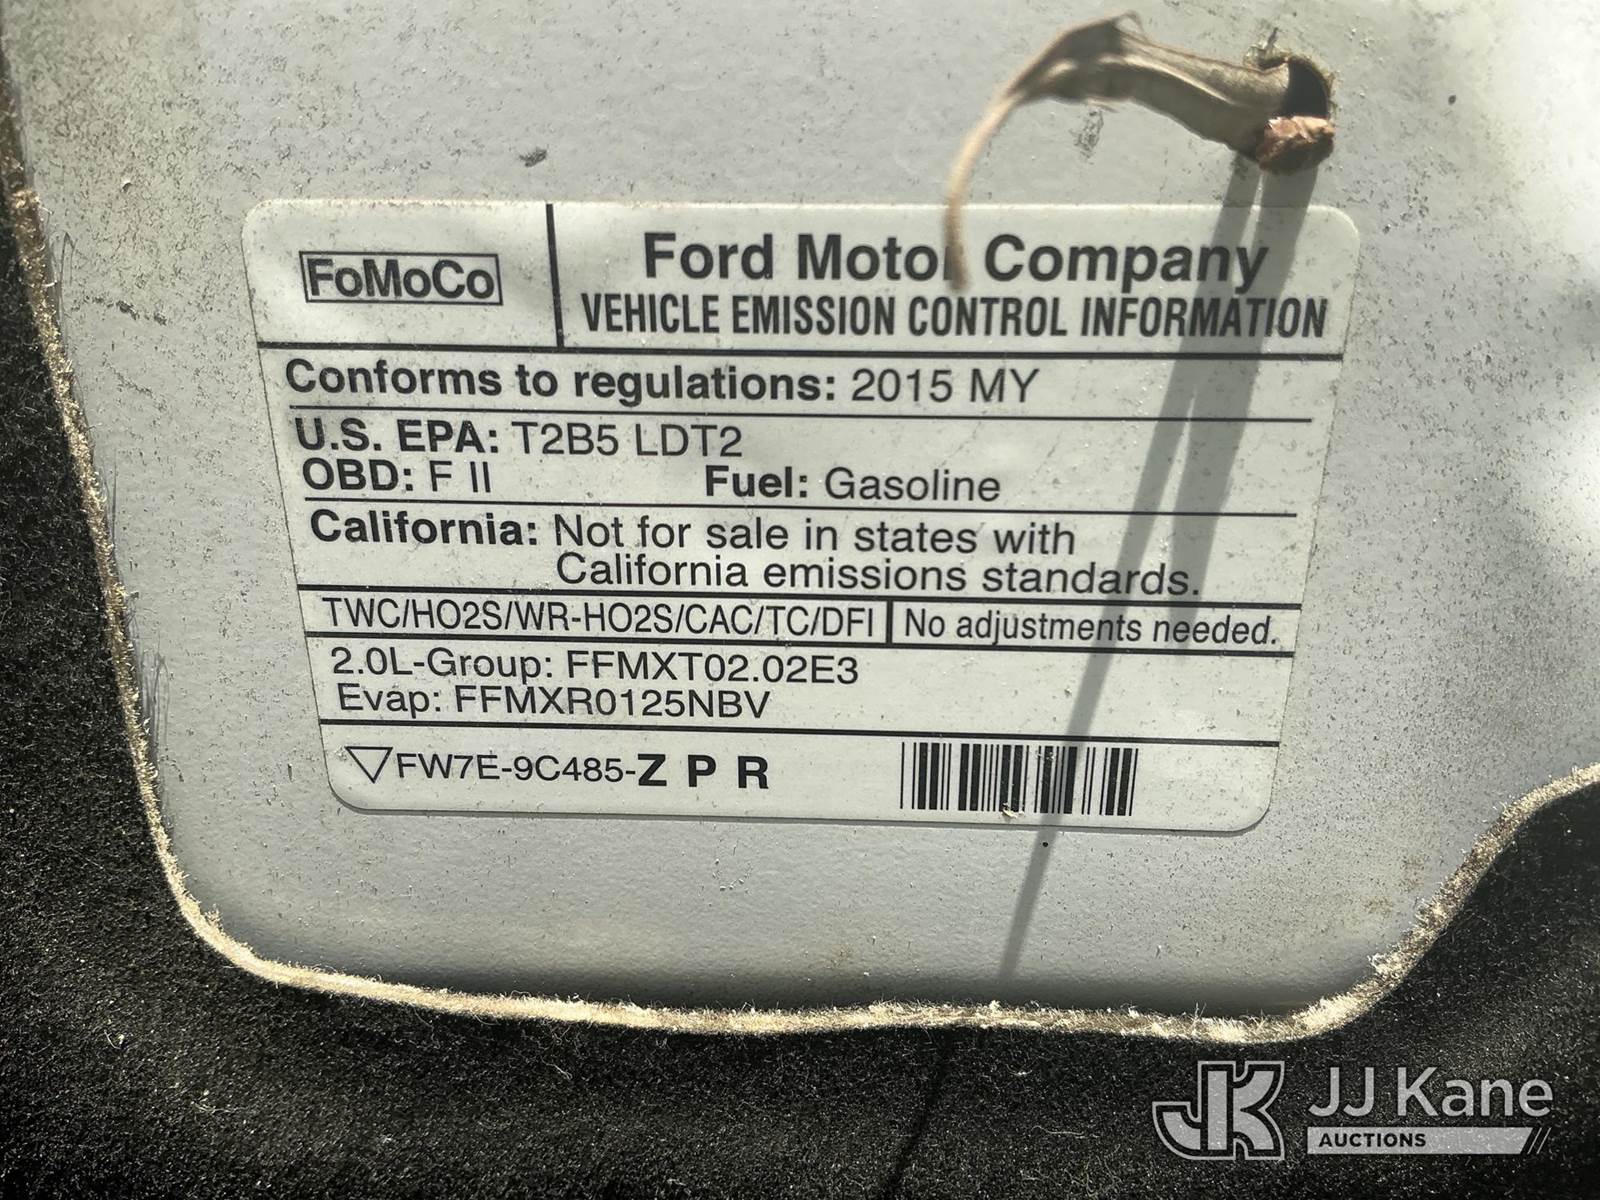 FoMoCo
Ford Motor Company
VEHICLE EMISSION CONTROL INFORMATION
Conforms to regulations: 2015 MY
U.S. EPA: T2B5 LDT2
OBD: F II Fuel: Gasoline
California: Not for sale in states with
California emissions standards.
TWC/HO2S/WR-HO2S/CAC/TC/DFI No adjustments needed.
2.0L-Group: FFMXT02.02E3
Evap: FFMXR0125NBV
FW7E-9C485-Z P R
JK JJ Kane
AUCTIONS